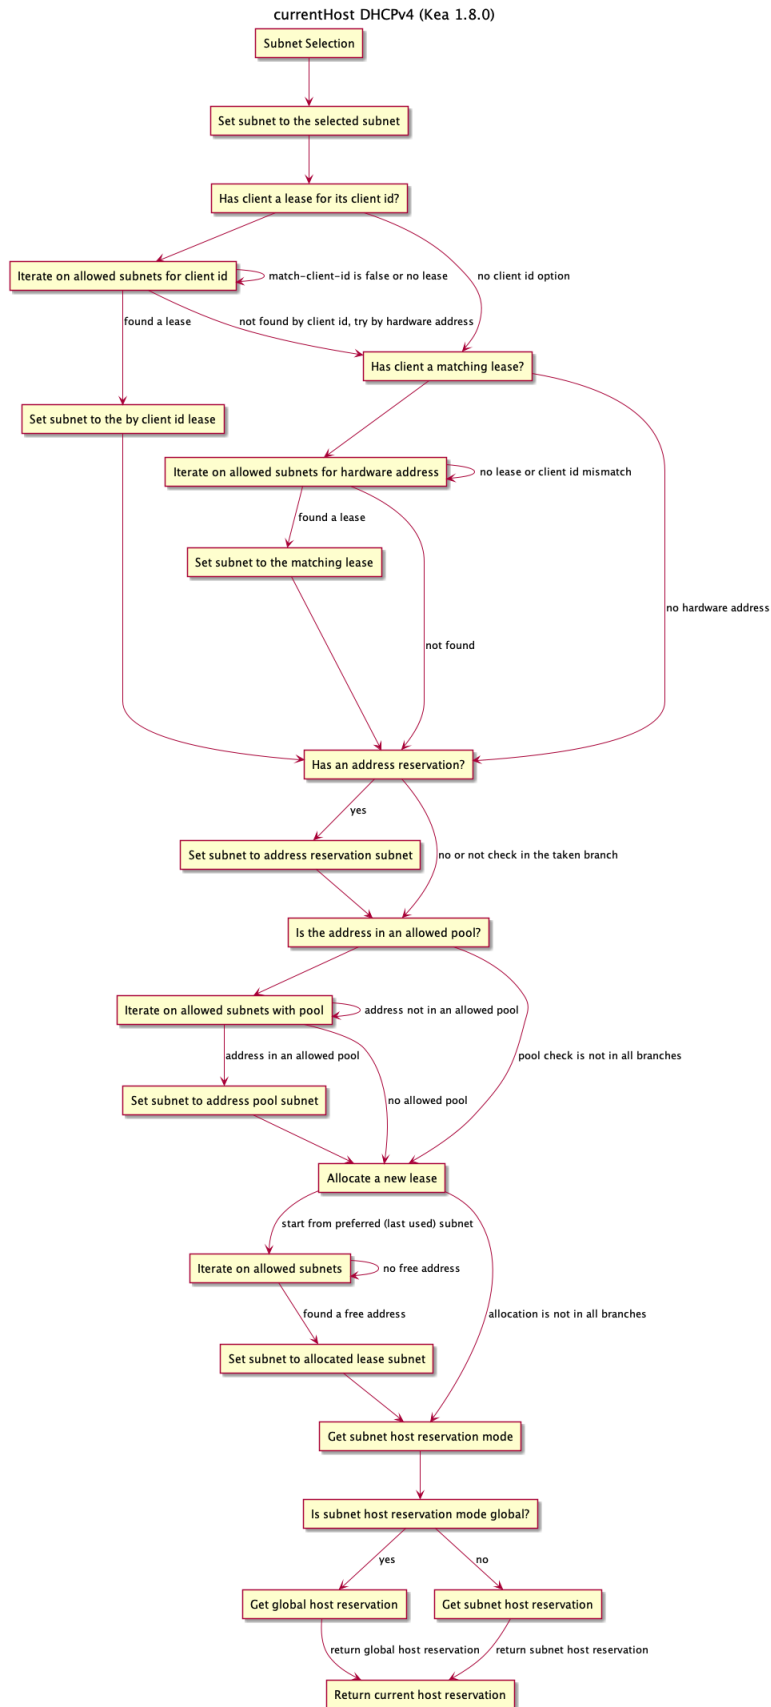 currentHost DHCPv4 (Kea 1.8.0)
Subnet Selection
Set subnet to the selected subnet
Has client a lease for its client id?
Iterate on allowed subnets for client id
match-client-id is false or no lease
no client id option
found a lease
not found by client id, try by hardware address
Has client a matching lease?
Set subnet to the by client id lease
Iterate on allowed subnets for hardware address
no lease or client id mismatch
found a lease
Set subnet to the matching lease
no hardware address
not found
Has an address reservation?
yes
Set subnet to address reservation subnet
no or not check in the taken branch
Is the address in an allowed pool?
Iterate on allowed subnets with pool
address not in an allowed pool
address in an allowed pool
pool check is not in all branches
Set subnet to address pool subnet
no allowed pool
Allocate a new lease
start from preferred (last used) subnet
Iterate on allowed subnets
no free address
found a free address
allocation is not in all branches
Set subnet to allocated lease subnet
Get subnet host reservation mode
Is subnet host reservation mode global?
yes
no
Get global host reservation
Get subnet host reservation
return global host reservation
return subnet host reservation
Return current host reservation